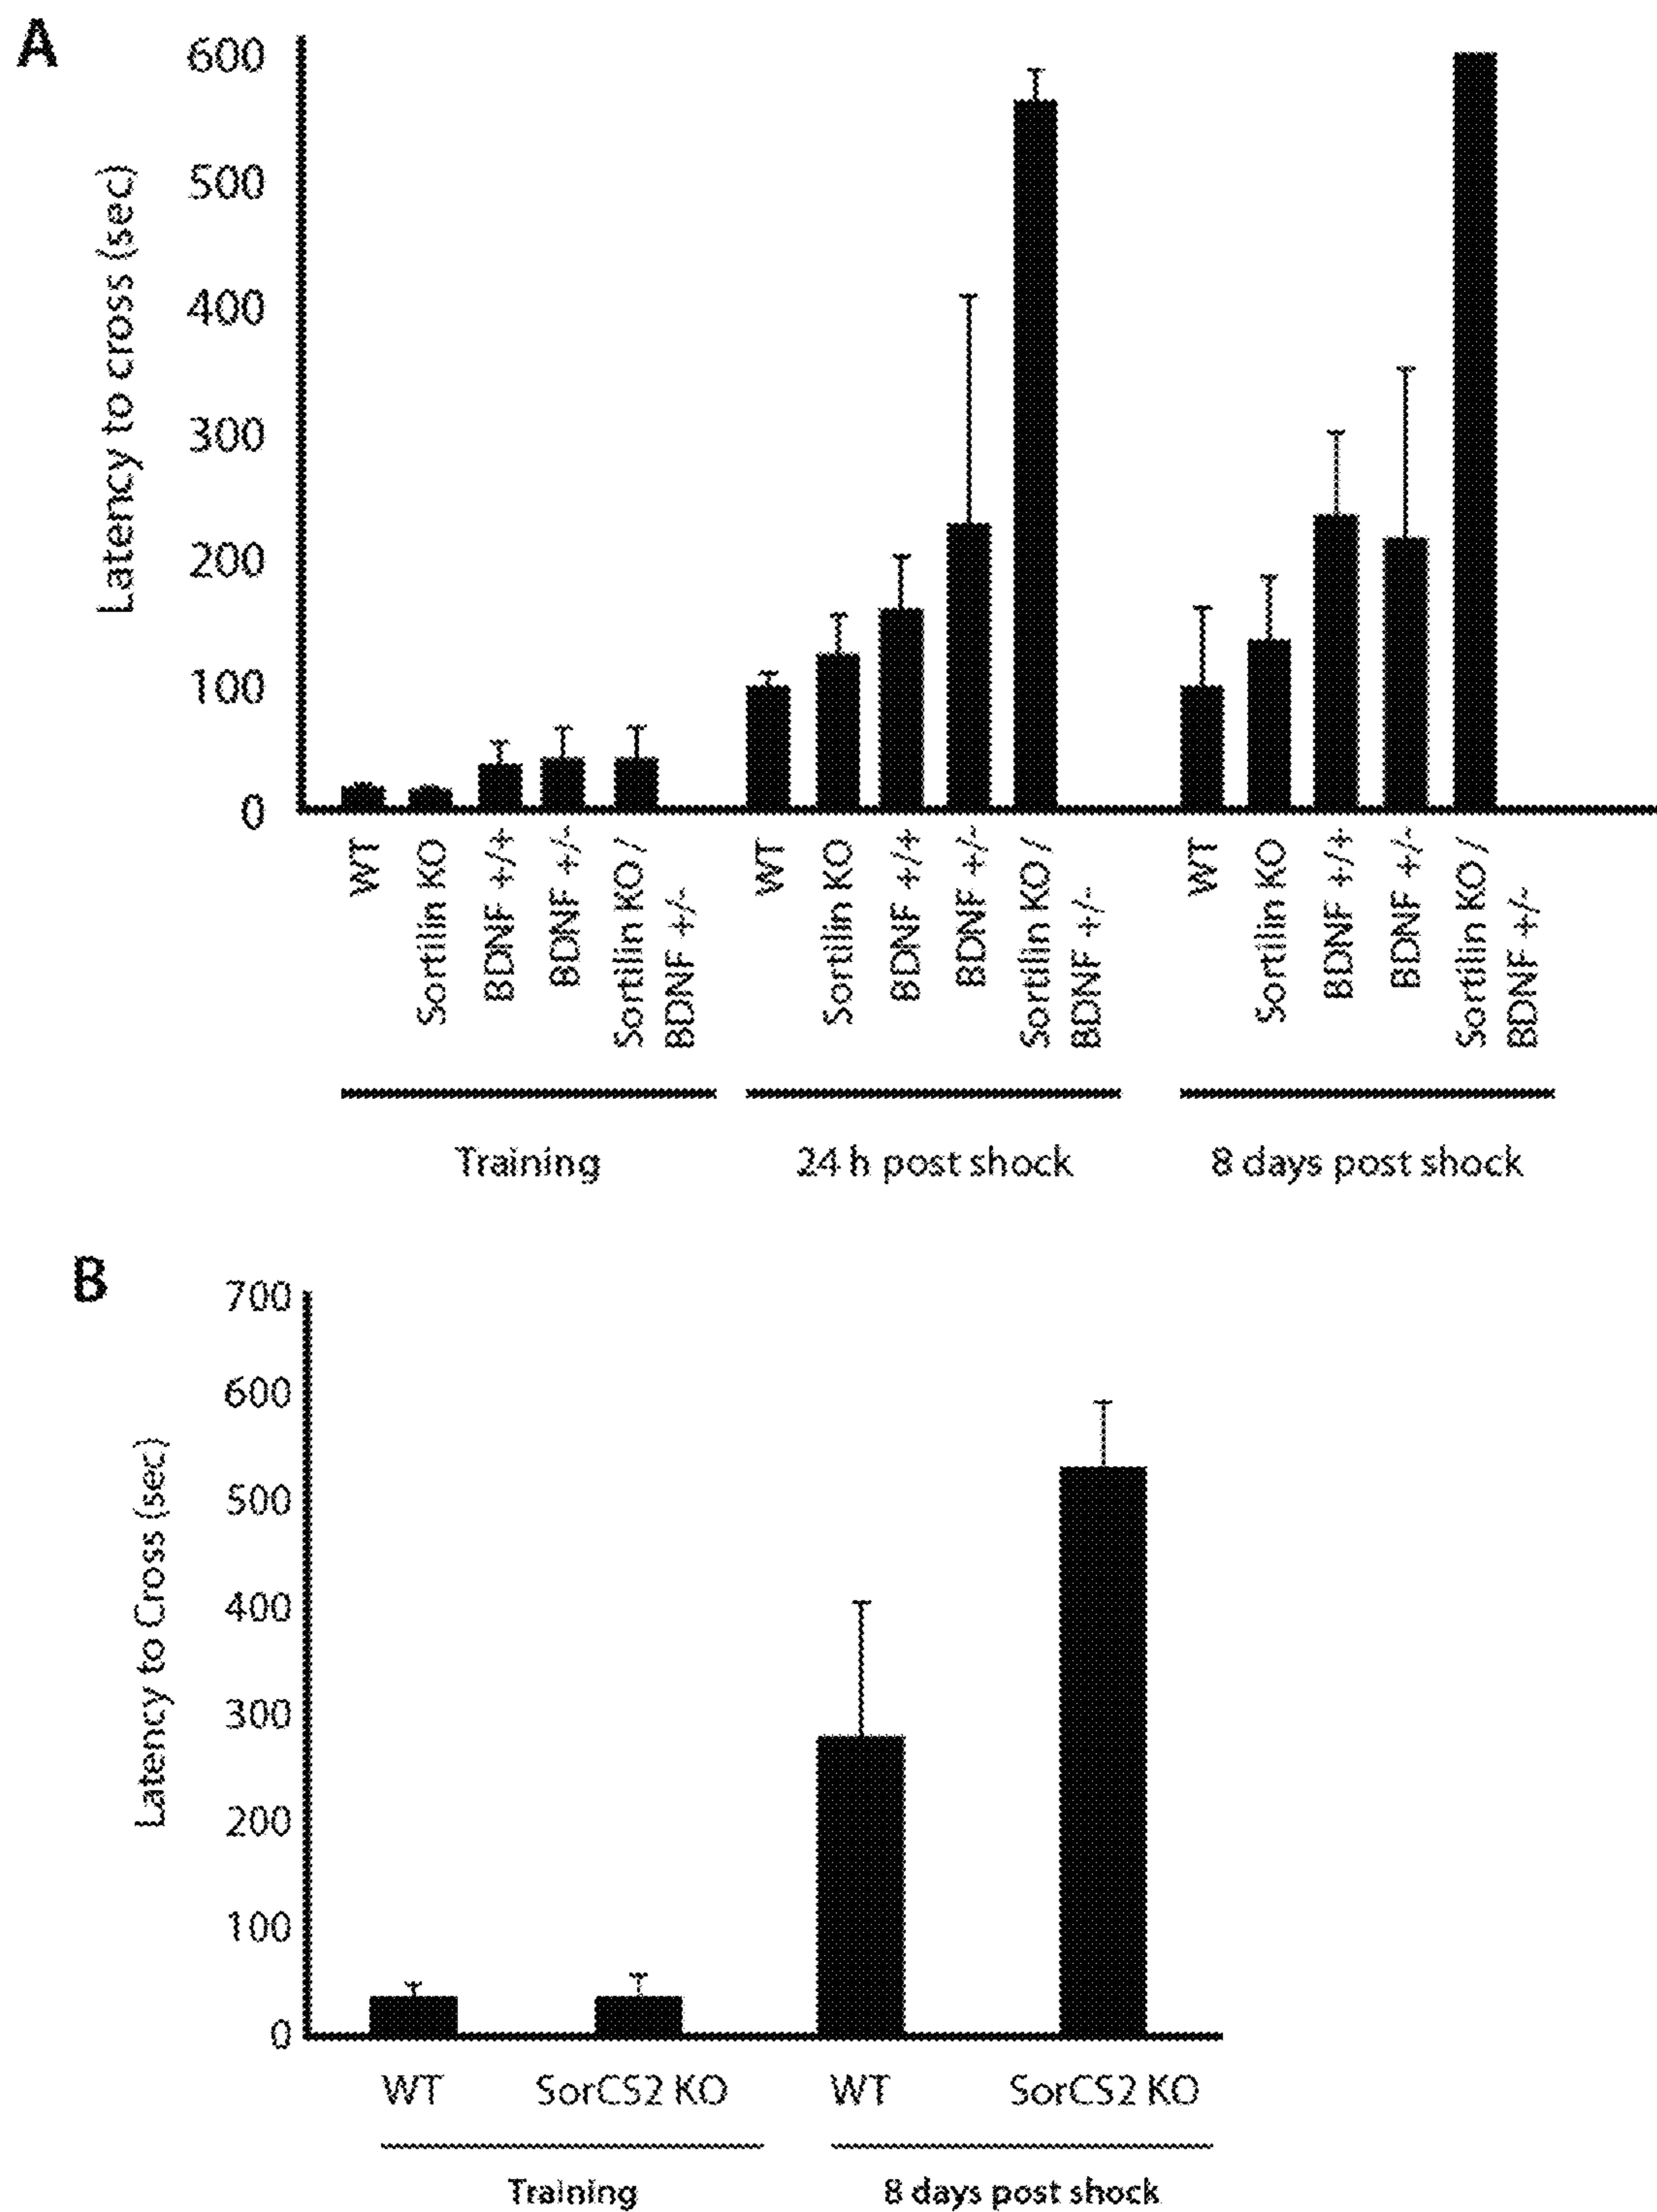 A
Latency to cross (sec)
600
500
400
300
200
100
0
WT
Sortilin KO
BDNF +/+
BDNF +/-
Sortilin KO /
BDNF +/-
WT
Sortilin KO
BDNF +/+
BDNF +/-
Sortilin KO /
BDNF +/-
WT
Sortilin KO
BDNF +/+
BDNF +/-
Sortilin KO /
BDNF +/-
Training
24 h post shock
8 days post shock
B
Latency to Cross (sec)
700
600
500
400
300
200
100
0
WT
SorCS2 KO
WT
SorCS2 KO
Training
8 days post shock